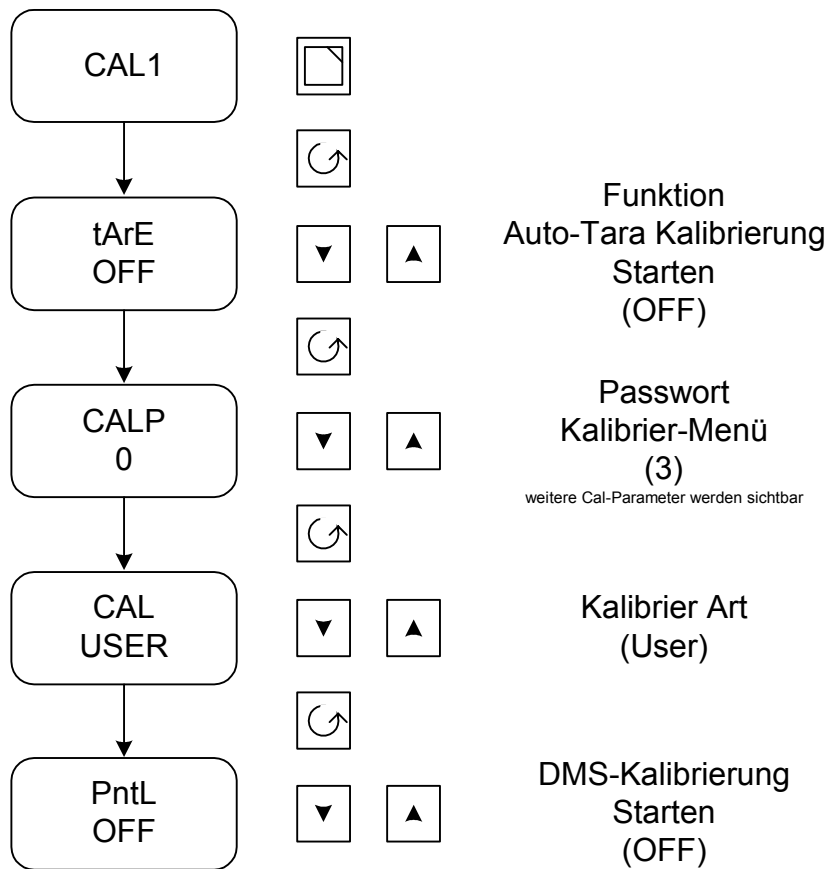 CAL1
tArE
OFF
Funktion
Auto-Tara Kalibrierung
Starten
(OFF)
CALP
0
Passwort
Kalibrier-Menü
(3)
weitere Cal-Parameter werden sichtbar
CAL
USER
Kalibrier Art
(User)
PntL
OFF
DMS-Kalibrierung
Starten
(OFF)